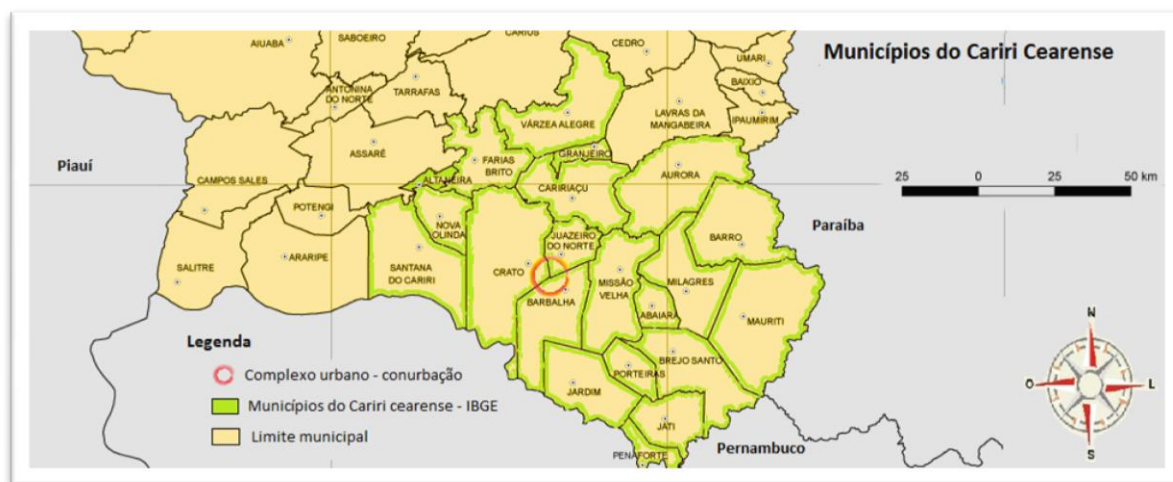 Municípios do Cariri Cearense
AIUABA
SABOEIRO
CARIÚS
CEDRO
UMARI
BAIXIO
IPAUMIRIM
ANTONINA
DO NORTE
TARRAFAS
VÁRZEA ALEGRE
LAVRAS DA
MANGABEIRA
Piauí
ASSARÉ
FARIAS
BRITO
GRANJEIRO
AURORA
CAMPOS SALES
ALTANEIRA
CARIRIAÇU
25 0 25 50 km
POTENGI
NOVA
OLINDA
JUAZEIRO
DO NORTE
BARRO
Paraíba
SALITRE
ARARIPE
SANTANA
DO CARIRI
CRATO
MISSÃO
VELHA
MILAGRES
BARBALHA
ABAIARA
MAURITI
Legenda
Complexo urbano - conurbação
Municípios do Cariri cearense - IBGE
Limite municipal
JARDIM
PORTEIRAS
BREJO SANTO
JATI
PENAFORTE
Pernambuco
N
O
L
S